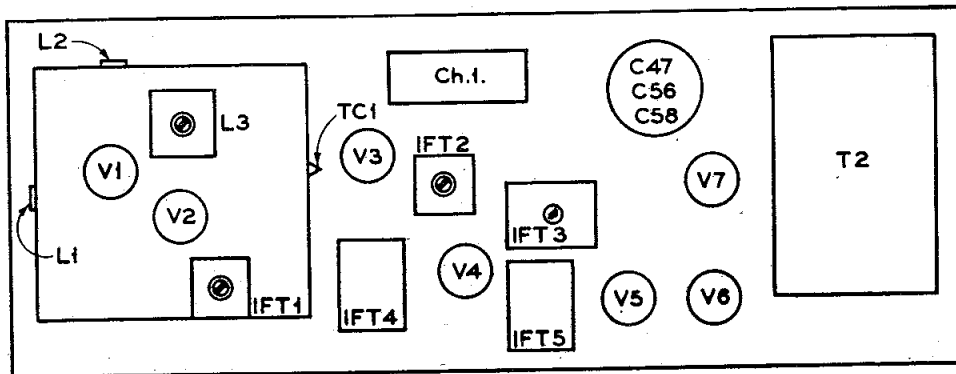 L2
Ch.1.
C47
C56
C58
L3
TC1
V3
IFT2
V1
V7
T2
V2
IFT3
L1
V4
IFT1
IFT4
IFT5
V5
V6